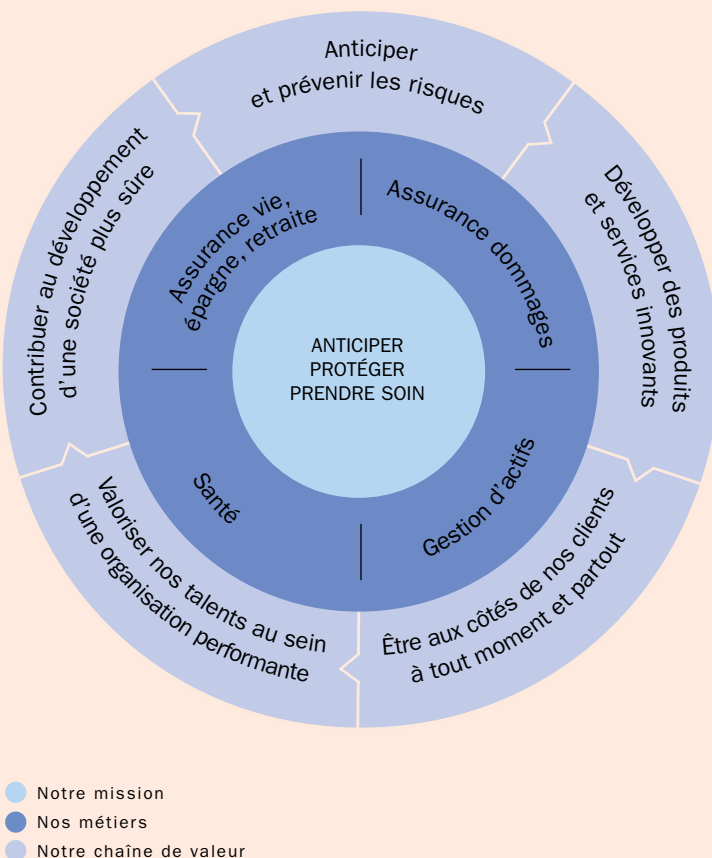 Anticiper
et prévenir les risques
Développer des produits
et services innovants
Être aux côtés de nos clients
à tout moment et partout
Valoriser nos talents au sein
d'une organisation performante
Contribuer au développement
d'une société plus sûre
Assurance vie,
épargne, retraite
Assurance dommages
Gestion d'actifs
Santé
ANTICIPER
PROTÉGER
PRENDRE SOIN
Notre mission
Nos métiers
Notre chaîne de valeur